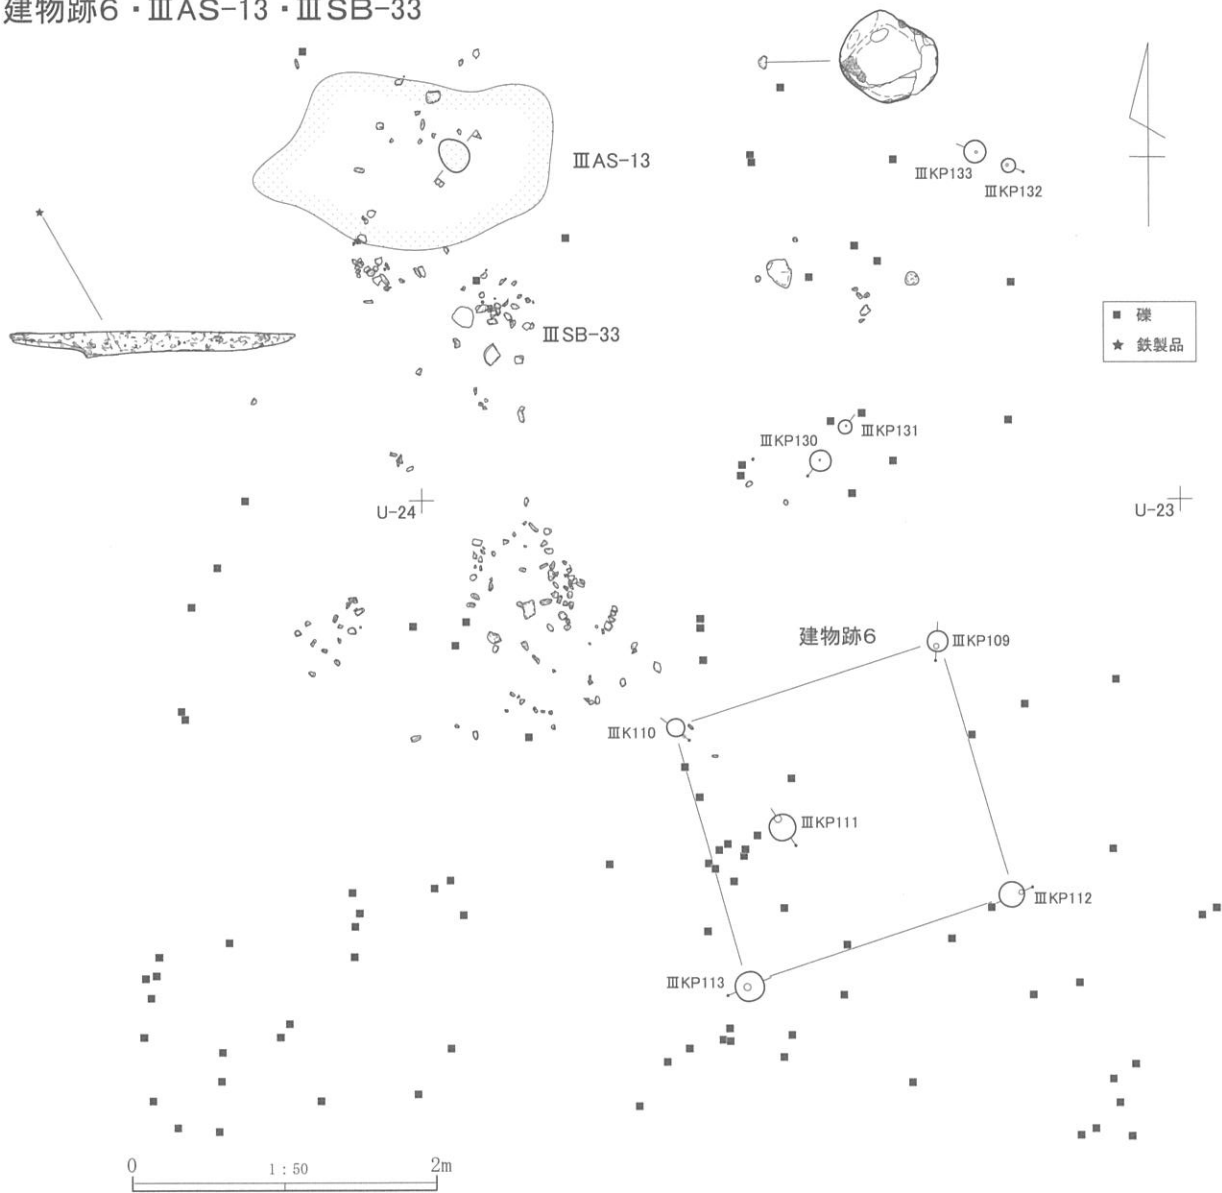 建物跡6・ⅢAS-13・ⅢSB-33
ⅢAS-13
ⅢKP133
ⅢKP132
ⅢSB-33
■ 礫
★ 鉄製品
ⅢKP131
ⅢKP130
U-24
U-23
建物跡6
ⅢKP109
ⅢK110
ⅢKP111
ⅢKP112
ⅢKP113
0 1:50 2m